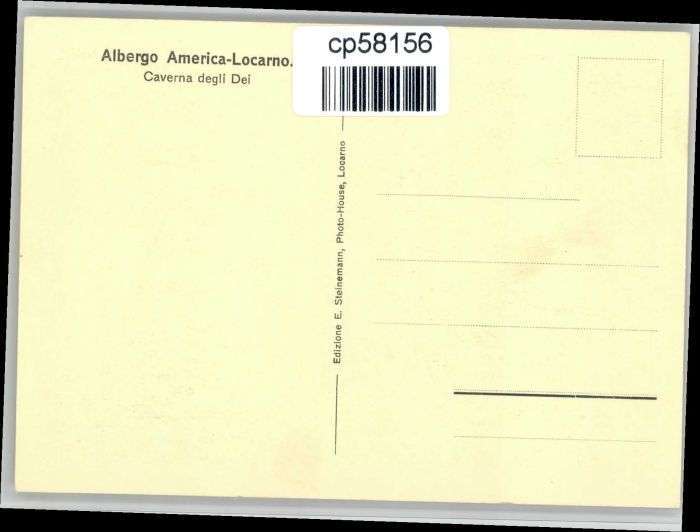 Albergo America-Locarno.
Caverna degli Dei
cp58156
Edizione E. Steinemann, Photo-House, Locarno